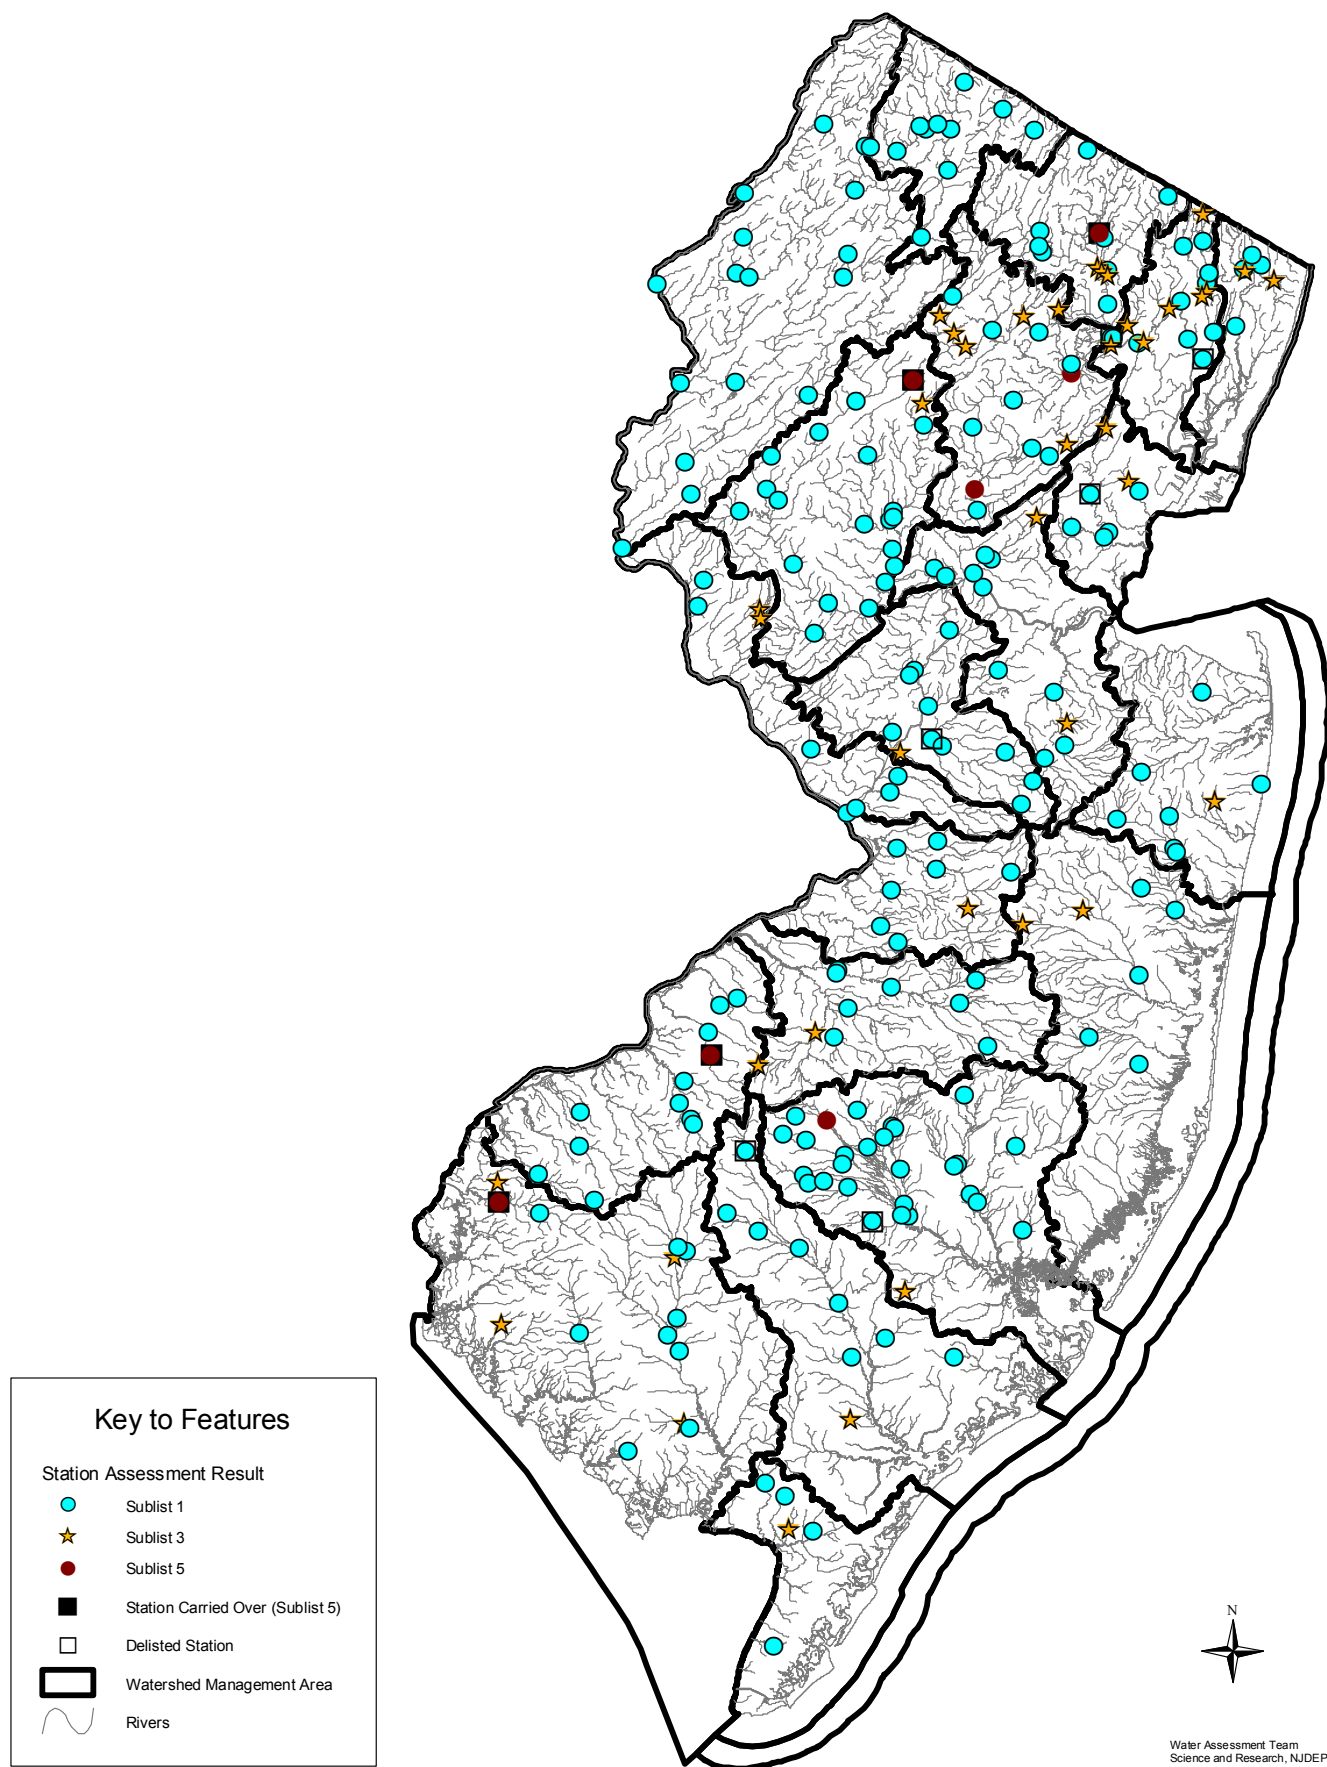 Key to Features
Station Assessment Result
Sublist 1
Sublist 3
Sublist 5
Station Carried Over (Sublist 5)
Delisted Station
Watershed Management Area
Rivers
N
Water Assessment Team
Science and Research, NJDEP